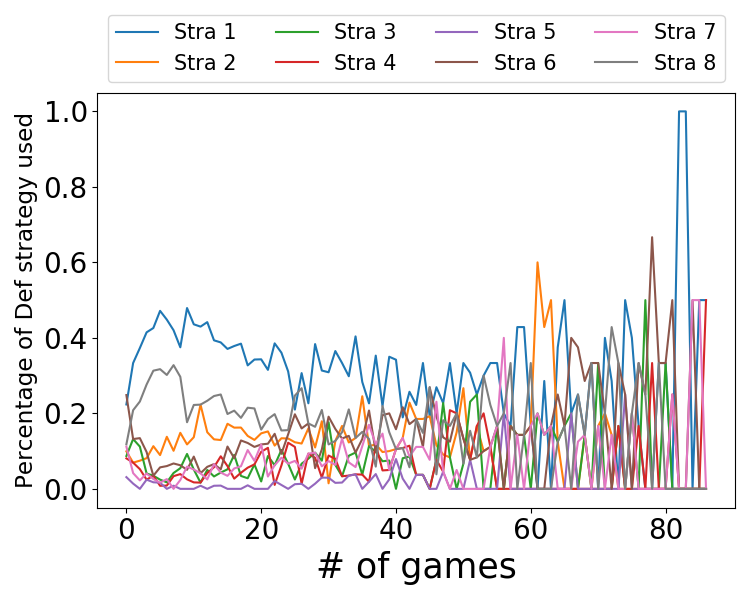 Stra 1 Stra 3 Stra 5 Stra 7
Stra 2 Stra 4 Stra 6 Stra 8
Percentage of Def strategy used
1.0
0.8
0.6
0.4
0.2
0.0
0 20 40 60 80
# of games